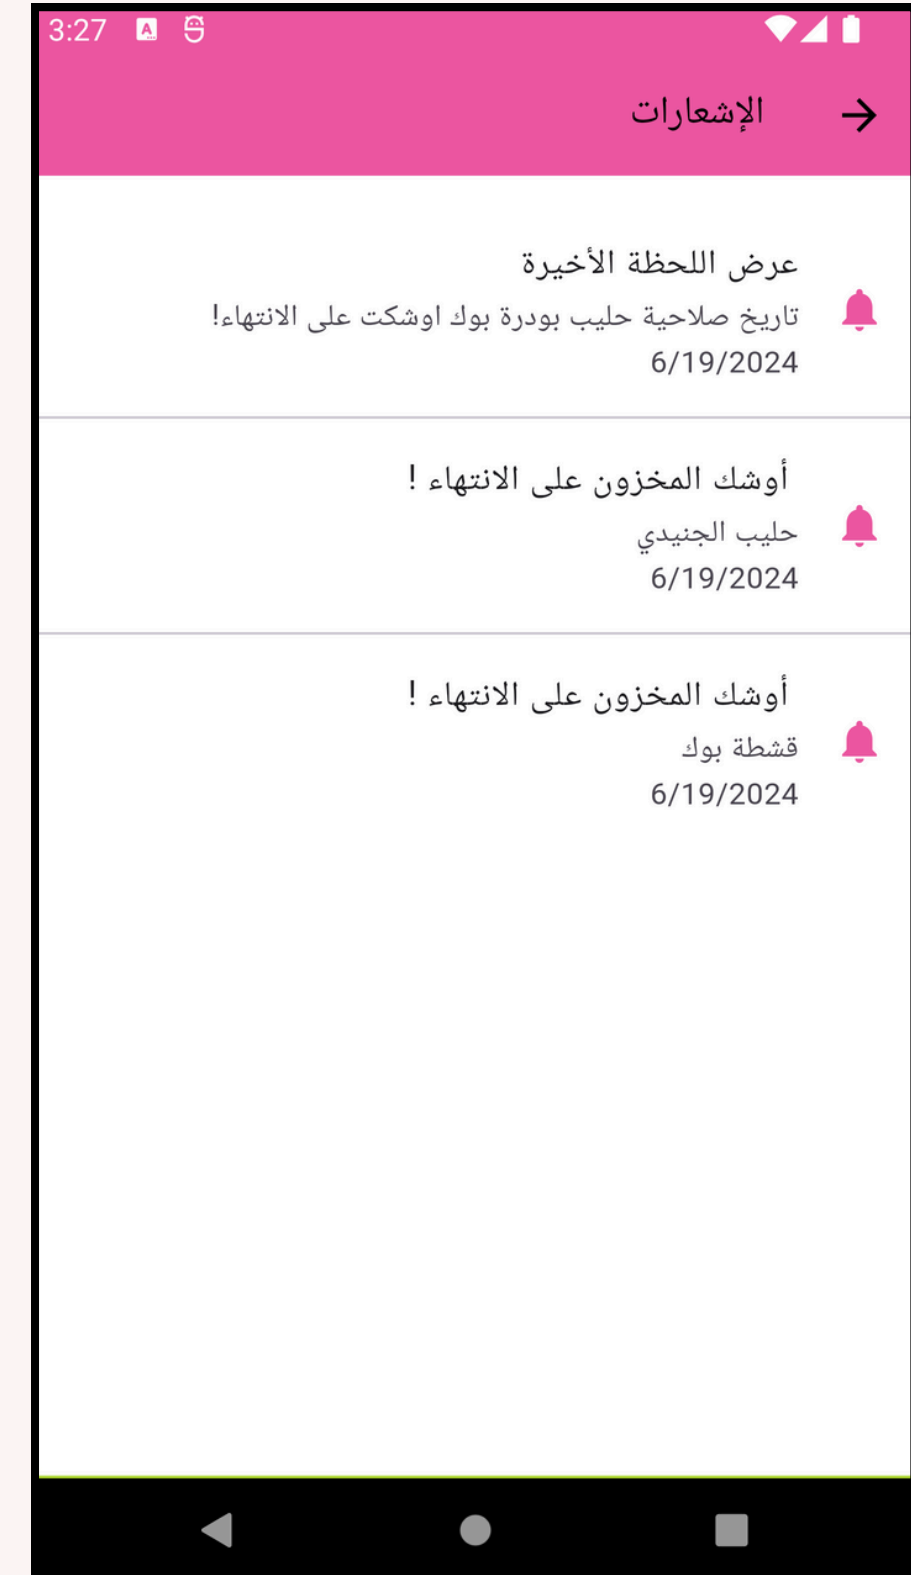 3:27
الإشعارات
عرض اللحظة الأخيرة
تاريخ صلاحية حليب بودرة بوك اوشكت على الانتهاء!
6/19/2024
أوشك المخزون على الانتهاء !
حليب الجنيدي
6/19/2024
أوشك المخزون على الانتهاء !
قشطة بوك
6/19/2024